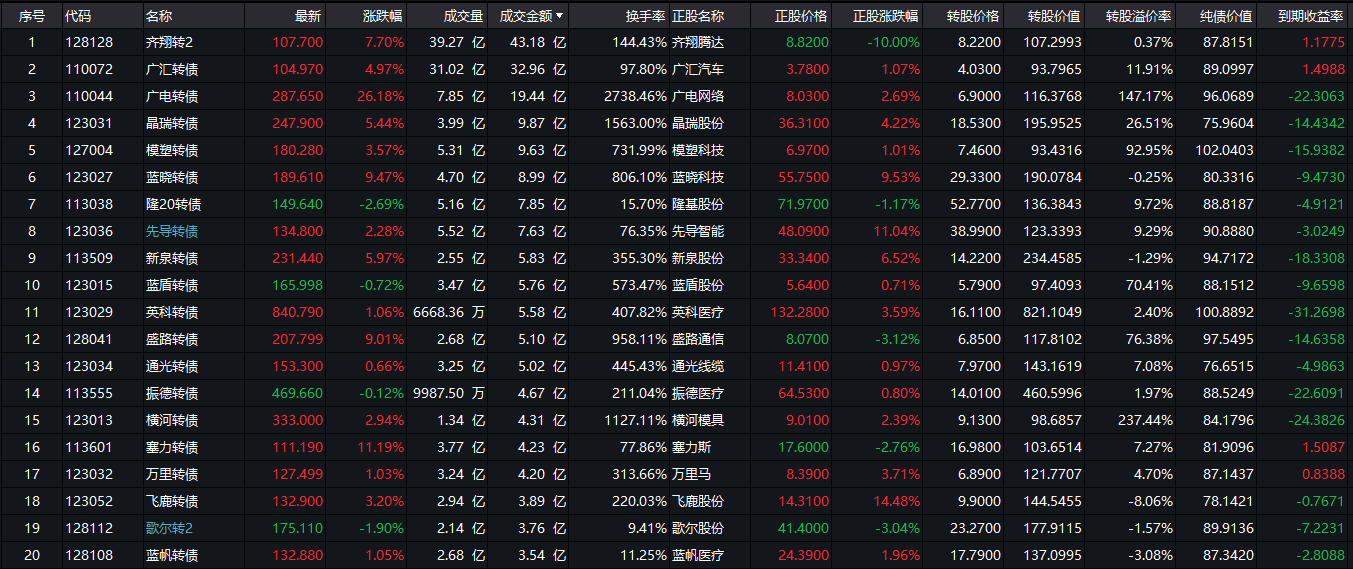 序号 代码 名称 最新 涨跌幅 成交量 成交金额 换手率 正股名称 正股价格 正股涨跌幅 转股价格 转股价值 转股溢价率 纯债价值 到期收益率
1 128128 齐翔转2 107.700 7.70% 39.27 亿 43.18 亿 144.43% 齐翔腾达 8.8200 -10.00% 8.2200 107.2993 0.37% 87.8151 1.1775
2 110072 广汇转债 104.970 4.97% 31.02 亿 32.96 亿 97.80% 广汇汽车 3.7800 1.07% 4.0300 93.7965 11.91% 89.0997 1.4988
3 110044 广电转债 287.650 26.18% 7.85 亿 19.44 亿 2738.46% 广电网络 8.0300 2.69% 6.9000 116.3768 147.17% 96.0689 -22.3063
4 123031 晶瑞转债 247.900 5.44% 3.99 亿 9.87 亿 1563.00% 晶瑞股份 36.3100 4.22% 18.5300 195.9525 26.51% 75.9604 -14.4342
5 127004 模塑转债 180.280 3.57% 5.31 亿 9.63 亿 731.99% 模塑科技 6.9700 1.01% 7.4600 93.4316 92.95% 102.0403 -15.9382
6 123027 蓝晓转债 189.610 9.47% 4.70 亿 8.99 亿 806.10% 蓝晓科技 55.7500 9.53% 29.3300 190.0784 -0.25% 80.3316 -9.4730
7 113038 隆20转债 149.640 -2.69% 5.16 亿 7.85 亿 15.70% 隆基股份 71.9700 -1.17% 52.7700 136.3843 9.72% 88.8187 -4.9121
8 123036 先导转债 134.800 2.28% 5.52 亿 7.63 亿 76.35% 先导智能 48.0900 11.04% 38.9900 123.3393 9.29% 90.8880 -3.0249
9 113509 新泉转债 231.440 5.97% 2.55 亿 5.83 亿 355.30% 新泉股份 33.3400 6.52% 14.2200 234.4585 -1.29% 94.7172 -18.3308
10 123015 蓝盾转债 165.998 -0.72% 3.47 亿 5.76 亿 573.47% 蓝盾股份 5.6400 0.71% 5.7900 97.4093 70.41% 88.1512 -9.6598
11 123029 英科转债 840.790 1.06% 6668.36 万 5.58 亿 407.82% 英科医疗 132.2800 3.59% 16.1100 821.1049 2.40% 100.8892 -31.2698
12 128041 盛路转债 207.799 9.01% 2.68 亿 5.10 亿 958.11% 盛路通信 8.0700 -3.12% 6.8500 117.8102 76.38% 97.5495 -14.6358
13 123034 通光转债 153.300 0.66% 3.25 亿 5.02 亿 445.43% 通光线缆 11.4100 0.97% 7.9700 143.1619 7.08% 76.6515 -4.9863
14 113555 振德转债 469.660 -0.12% 9987.50 万 4.67 亿 211.04% 振德医疗 64.5300 0.80% 14.0100 460.5996 1.97% 88.5249 -22.6091
15 123013 横河转债 333.000 2.94% 1.34 亿 4.31 亿 1127.11% 横河模具 9.0100 2.39% 9.1300 98.6857 237.44% 84.1796 -24.3826
16 113601 塞力转债 111.190 11.19% 3.77 亿 4.23 亿 77.86% 塞力斯 17.6000 -2.76% 16.9800 103.6514 7.27% 81.9096 1.5087
17 123032 万里转债 127.499 1.03% 3.24 亿 4.20 亿 313.66% 万里马 8.3900 3.71% 6.8900 121.7707 4.70% 87.1437 0.8388
18 123052 飞鹿转债 132.900 3.20% 2.94 亿 3.89 亿 220.03% 飞鹿股份 14.3100 14.48% 9.9000 144.5455 -8.06% 78.1421 -0.7671
19 128112 歌尔转2 175.110 -1.90% 2.14 亿 3.76 亿 9.41% 歌尔股份 41.4000 -3.04% 23.2700 177.9115 -1.57% 89.9136 -7.2231
20 128108 蓝帆转债 132.880 1.05% 2.68 亿 3.54 亿 11.25% 蓝帆医疗 24.3900 1.96% 17.7900 137.0995 -3.08% 87.3420 -2.8088